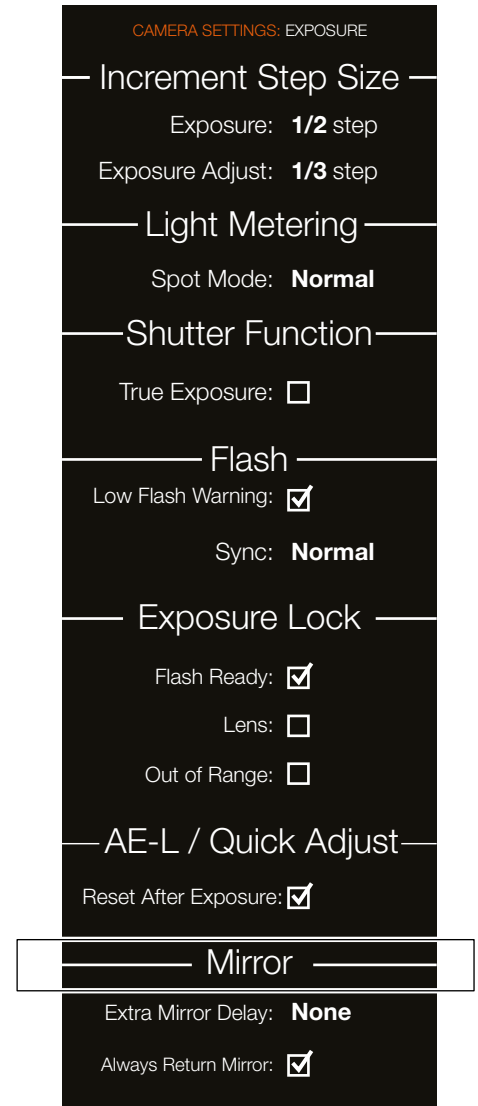 CAMERA SETTINGS: EXPOSURE
Increment Step Size
Exposure: 1/2 step
Exposure Adjust: 1/3 step
Light Metering
Spot Mode: Normal
Shutter Function
True Exposure:
Flash
Low Flash Warning:
Sync: Normal
Exposure Lock
Flash Ready:
Lens:
Out of Range:
AE-L / Quick Adjust
Reset After Exposure:
Mirror
Extra Mirror Delay: None
Always Return Mirror: